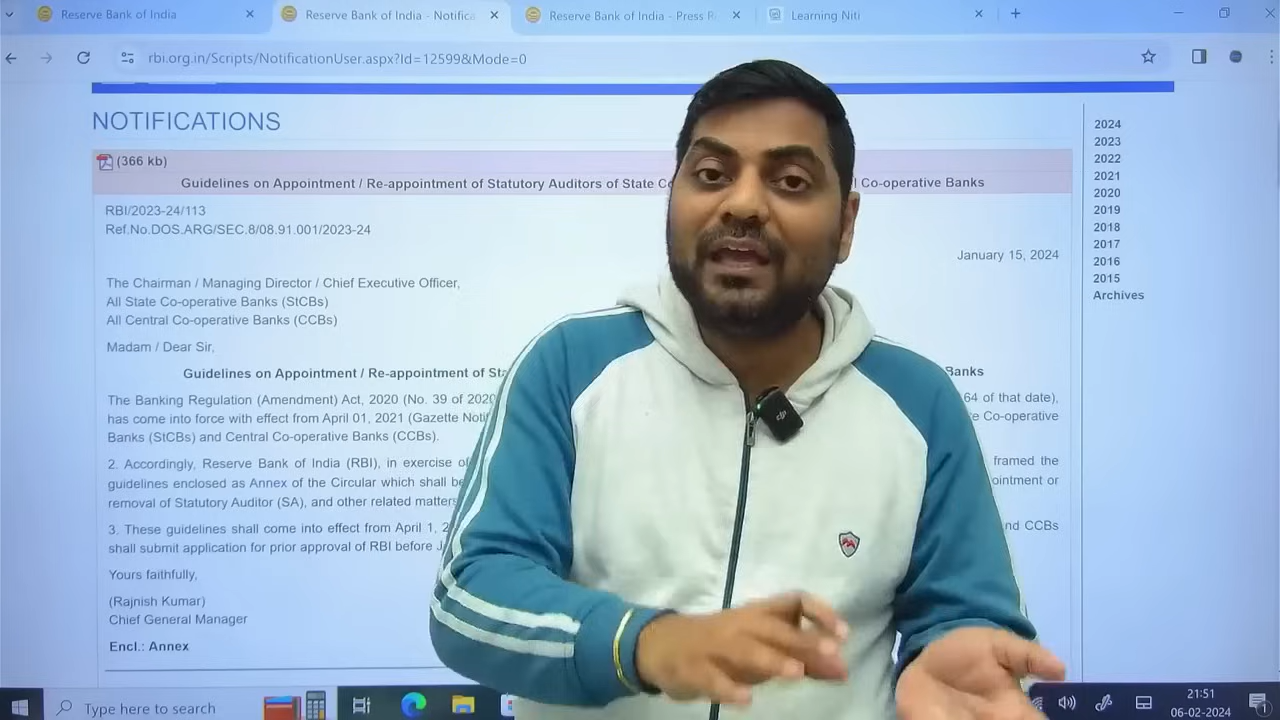 Reserve Bank of India
Reserve Bank of India - Notifica
Reserve Bank of India - Press R
Learning Niti
rbi.org.in/Scripts/NotificationUser.aspx?Id=12599&Mode=0
NOTIFICATIONS
(366 kb)
Guidelines on Appointment / Re-appointment of Statutory Auditors of State Co Co-operative Banks
RBI/2023-24/113
Ref.No.DOS.ARG/SEC.8/08.91.001/2023-24
January 15, 2024
The Chairman / Managing Director / Chief Executive Officer,
All State Co-operative Banks (StCBs)
All Central Co-operative Banks (CCBs)
Madam / Dear Sir,
Guidelines on Appointment / Re-appointment of Sta Banks
The Banking Regulation (Amendment) Act, 2020 (No. 39 of 2020 64 of that date),
has come into force with effect from April 01, 2021 (Gazette Noti Co-operative
Banks (StCBs) and Central Co-operative Banks (CCBs).
2. Accordingly, Reserve Bank of India (RBI), in exercise of framed the
guidelines enclosed as Annex of the Circular which shall be ointment or
removal of Statutory Auditor (SA), and other related matters
3. These guidelines shall come into effect from April 1, 2 nd CCBs
shall submit application for prior approval of RBI before J
Yours faithfully,
(Rajnish Kumar)
Chief General Manager
Encl.: Annex
2024
2023
2022
2021
2020
2019
2018
2017
2016
2015
Archives
dji
Type here to search
21:51
06-02-2024
1